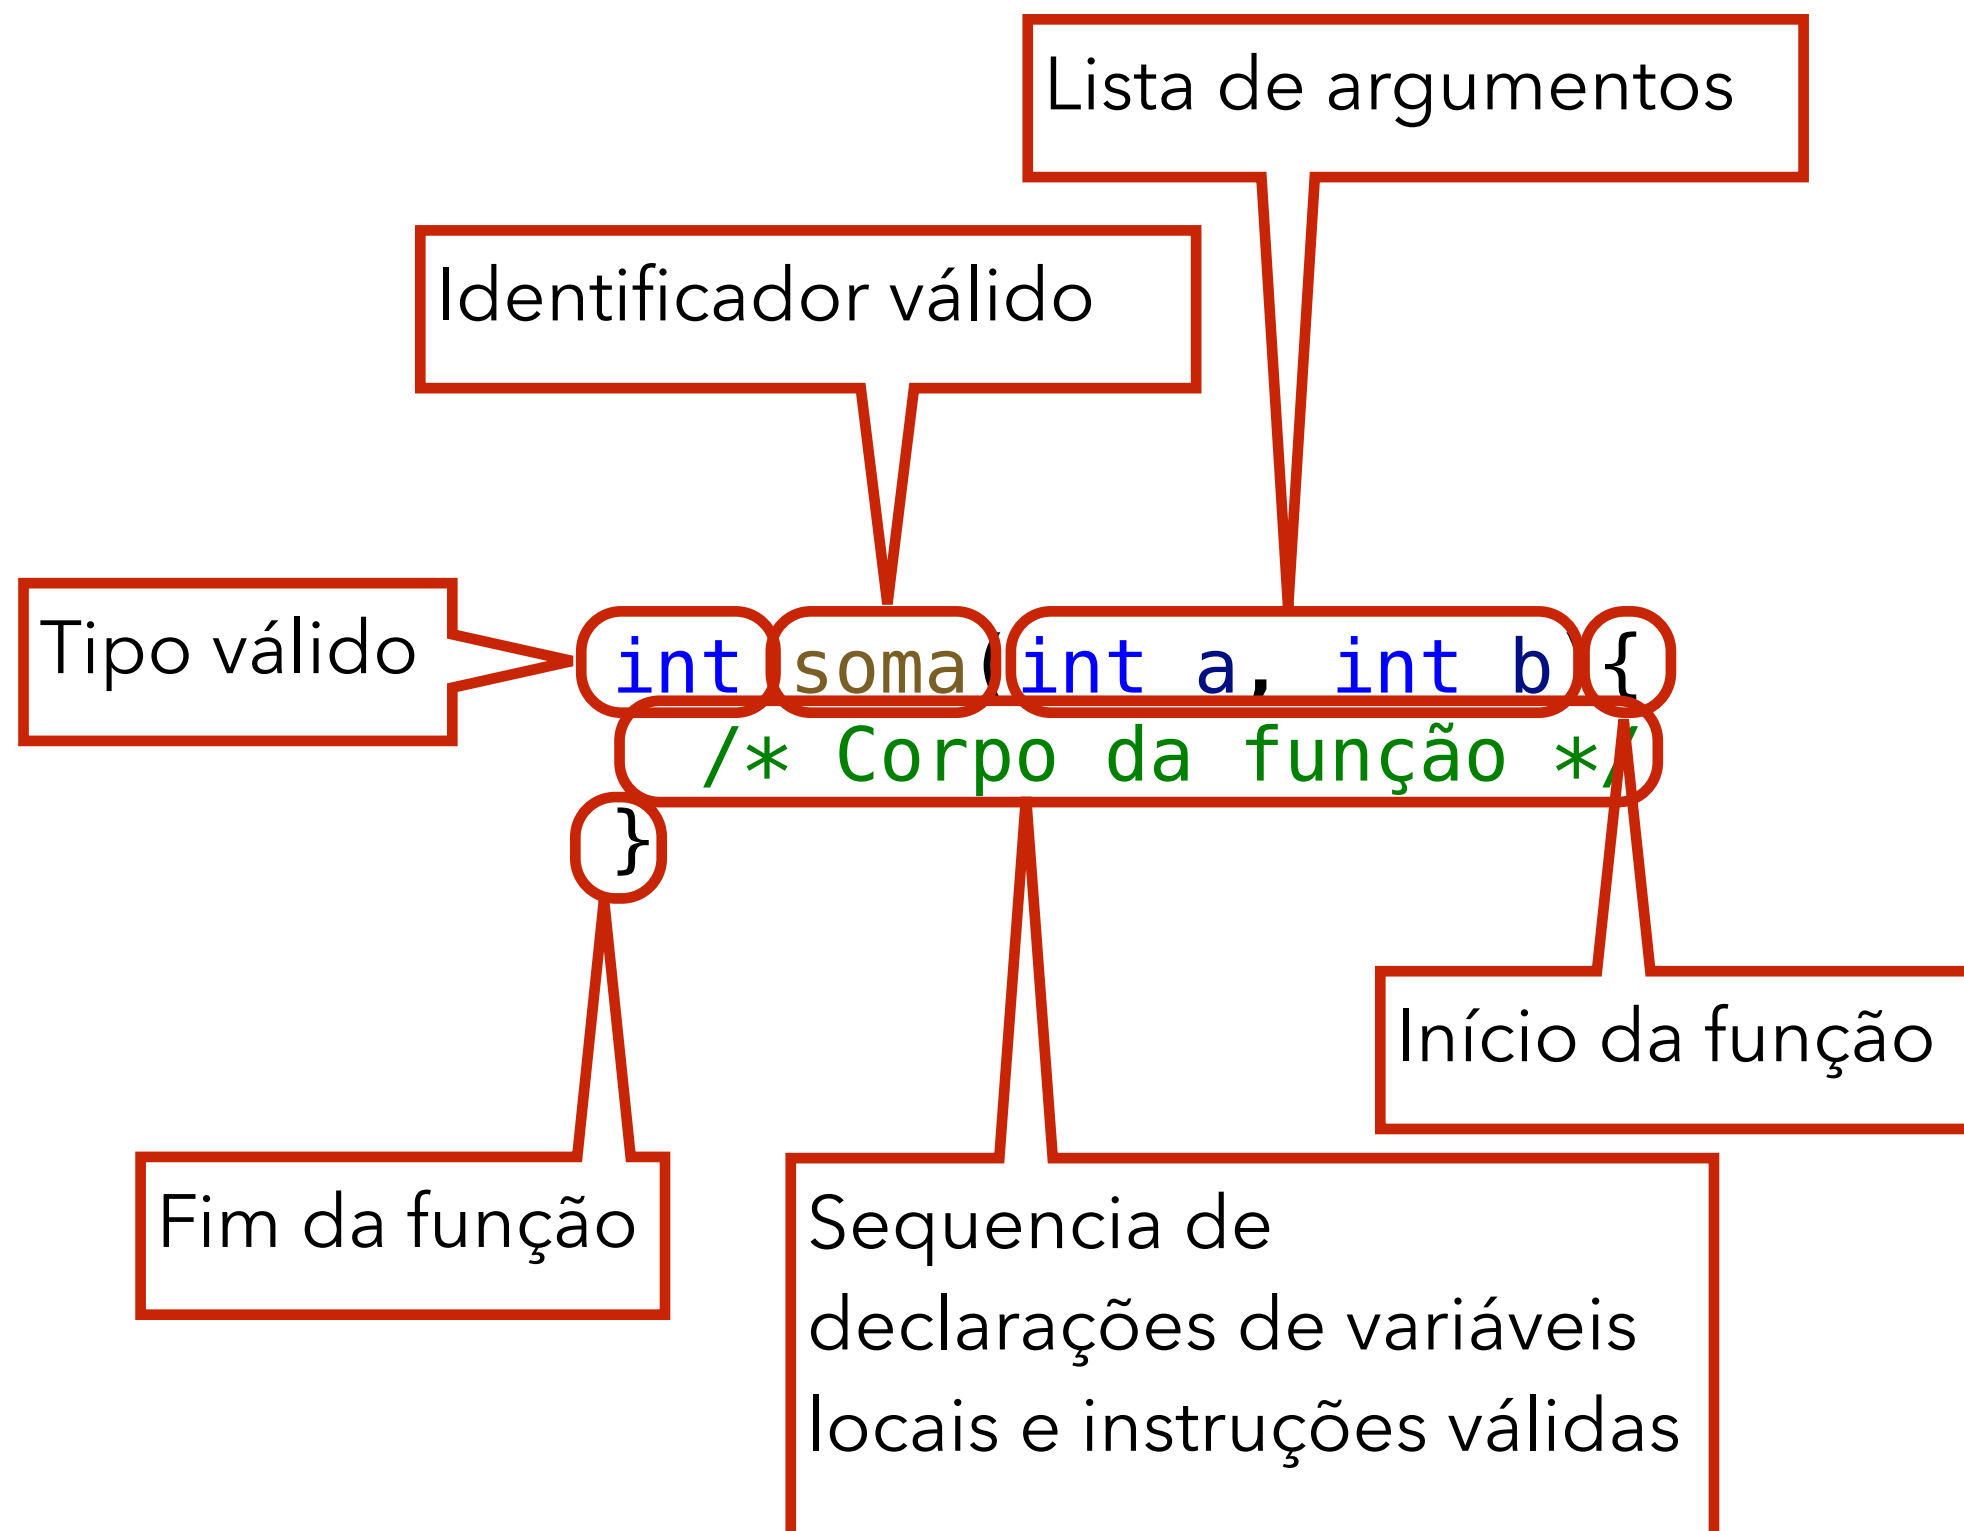 Lista de argumentos
Identificador válido
Tipo válido
int soma(int a, int b) {
/* Corpo da função */
}
Início da função
Fim da função
Sequencia de
declarações de variáveis
locais e instruções válidas